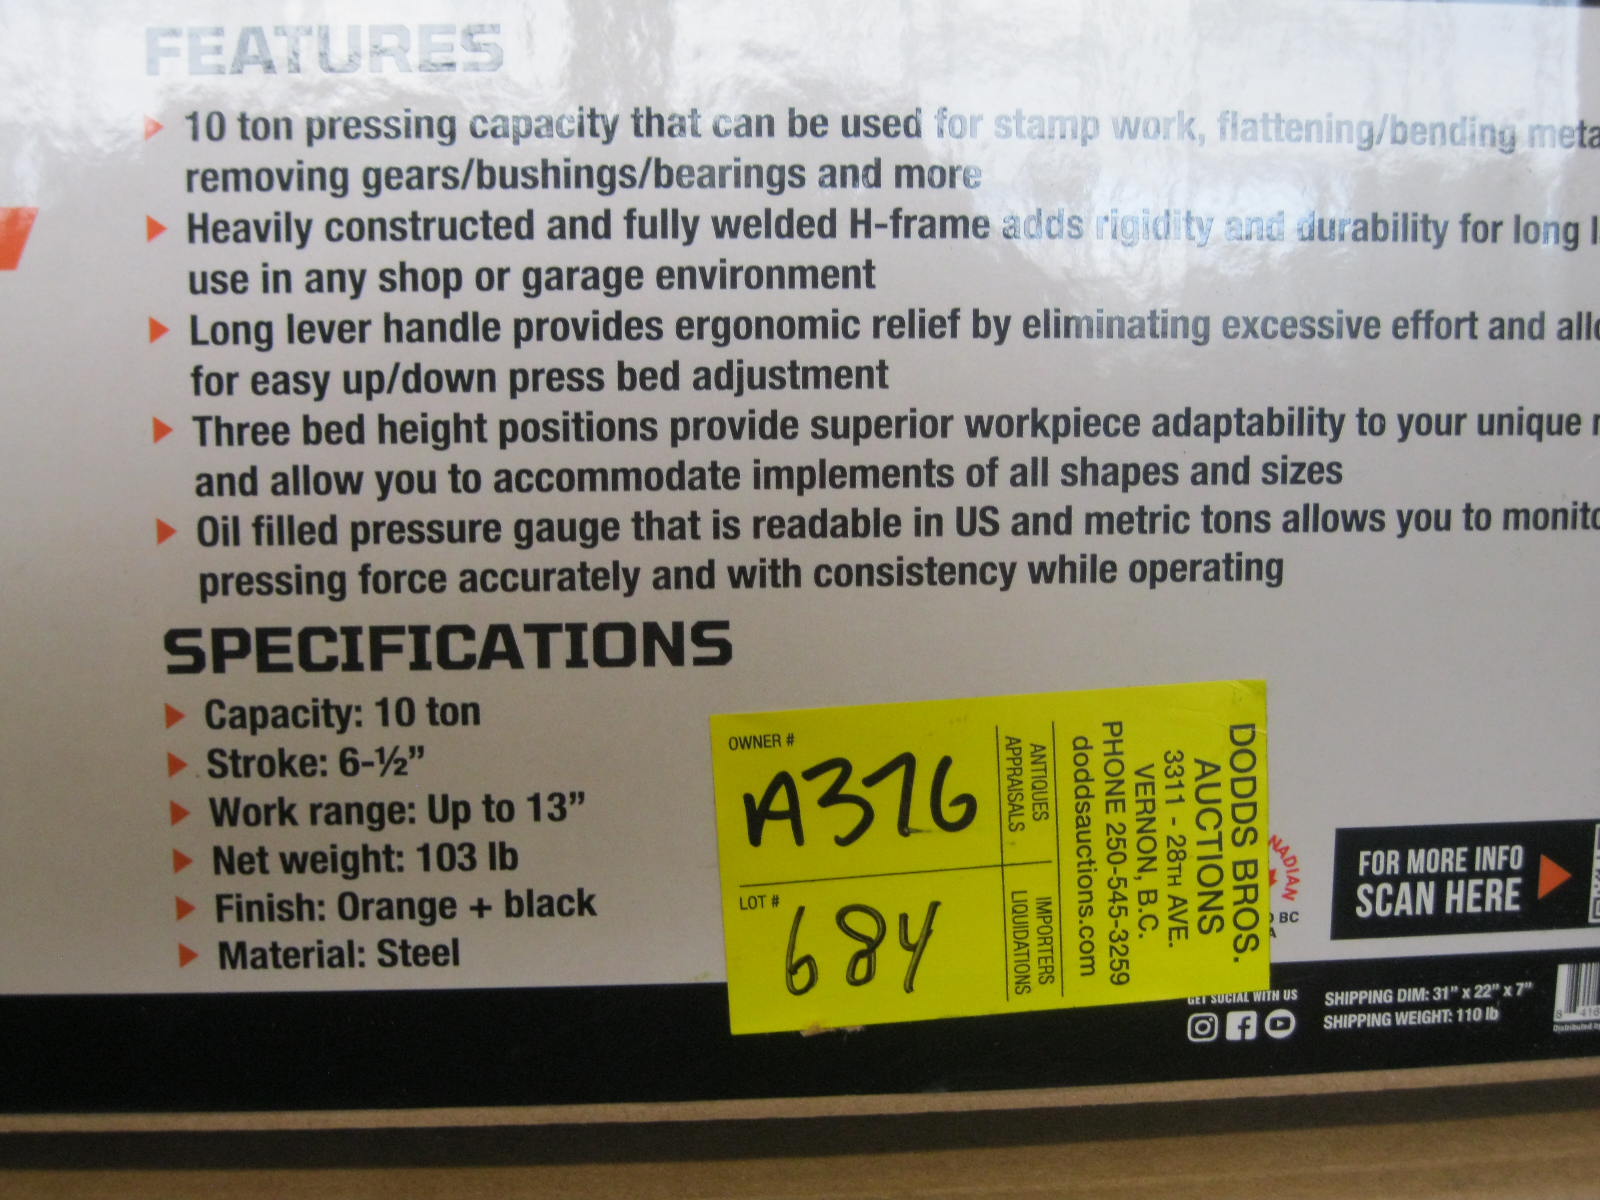 FEATURES
10 ton pressing capacity that can be used for stamp work, flattening/bending
removing gears/bushings/bearings and more
Heavily constructed and fully welded H-frame adds rigidity and durability for long
use in any shop or garage environment
Long lever handle provides ergonomic relief by eliminating excessive effort and
for easy up/down press bed adjustment
Three bed height positions provide superior workpiece adaptability to your unique
and allow you to accommodate implements of all shapes and sizes
Oil filled pressure gauge that is readable in US and metric tons allows you to
pressing force accurately and with consistency while operating
SPECIFICATIONS
Capacity: 10 ton
Stroke: 6-½”
Work range: Up to 13”
Net weight: 103 lb
Finish: Orange + black
Material: Steel
OWNER #
A376
LOT #
684
ANTIQUES
APPRAISALS
IMPORTERS
LIQUIDATIONS
DODDS BROS.
AUCTIONS
3311 - 28TH AVE.
VERNON, B.C.
PHONE 250-545-3259
doddsauctions.com
BC
FOR MORE INFO
SCAN HERE
GET SOCIAL WITH US
SHIPPING DIM: 31” x 22” x 7”
SHIPPING WEIGHT: 110 lb